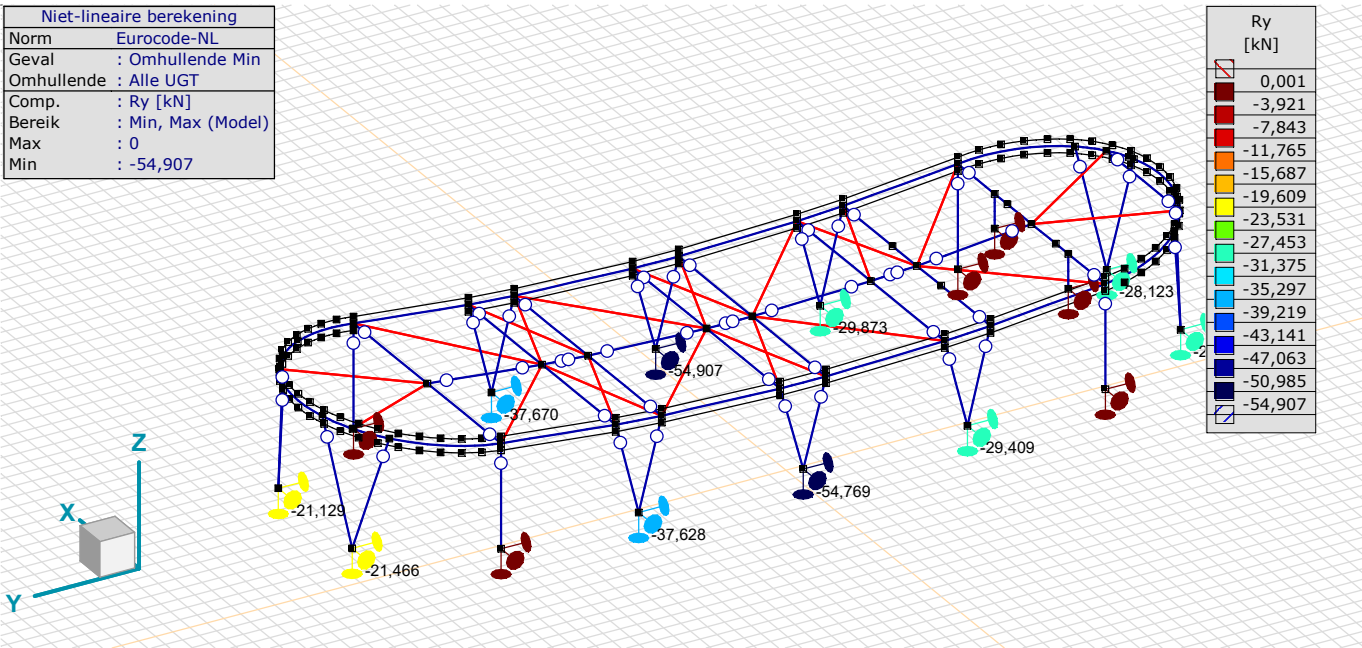 Niet-lineaire berekening
Norm Eurocode-NL
Geval : Omhullende Min
Omhullende : Alle UGT
Comp. : Ry [kN]
Bereik : Min, Max (Model)
Max : 0
Min : -54,907
Ry
[kN]
0,001
-3,921
-7,843
-11,765
-15,687
-19,609
-23,531
-27,453
-31,375
-35,297
-39,219
-43,141
-47,063
-50,985
-54,907
-28,123
-29,873
-54,907
-37,670
-29,409
-54,769
-21,129
-37,628
-21,466
Z
X
Y